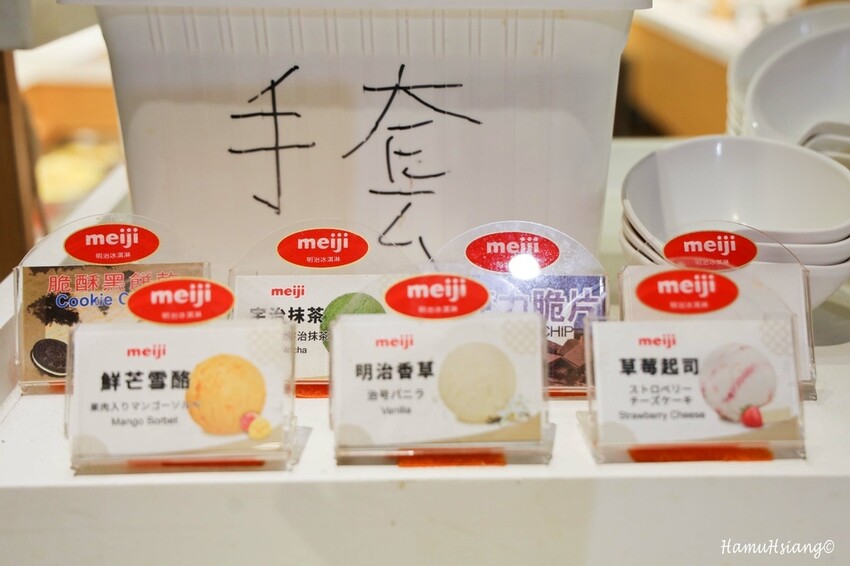 手套
meiji
明治冰淇淋
meiji
明治冰淇淋
meiji
明治冰淇淋
meiji
明治冰淇淋
脆酥黑餅乾
Cookie
meiji
宇治抹茶
治抹茶
cha
脆片
CHIP
meiji
明治冰淇淋
meiji
鮮芒雪酪
果肉入りマンゴーソル
Mango Sorbet
meiji
明治冰淇淋
meiji
明治香草
バニラ
Vanilla
meiji
明治冰淇淋
meiji
草莓起司
ストロベリー
チーズケーキ
Strawberry Cheese
HamuHsiang©